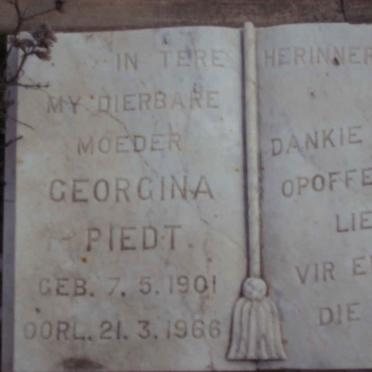 IN TERE HERINNER
MY DIERBARE
MOEDER
GEORGINA
PIEDT
GEB. 7. 5. 1901
OORL. 21. 3. 1966
DANKIE
OPOFFE
LIE
VIR E
DIE